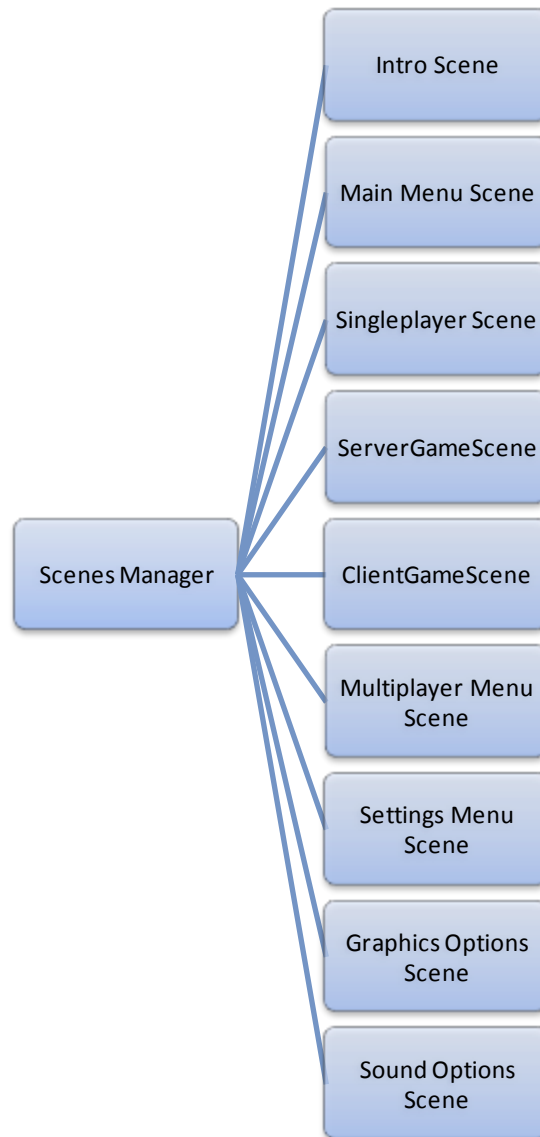 Intro Scene
Main Menu Scene
Singleplayer Scene
ServerGameScene
Scenes Manager
ClientGameScene
Multiplayer Menu
Scene
Settings Menu
Scene
Graphics Options
Scene
Sound Options
Scene